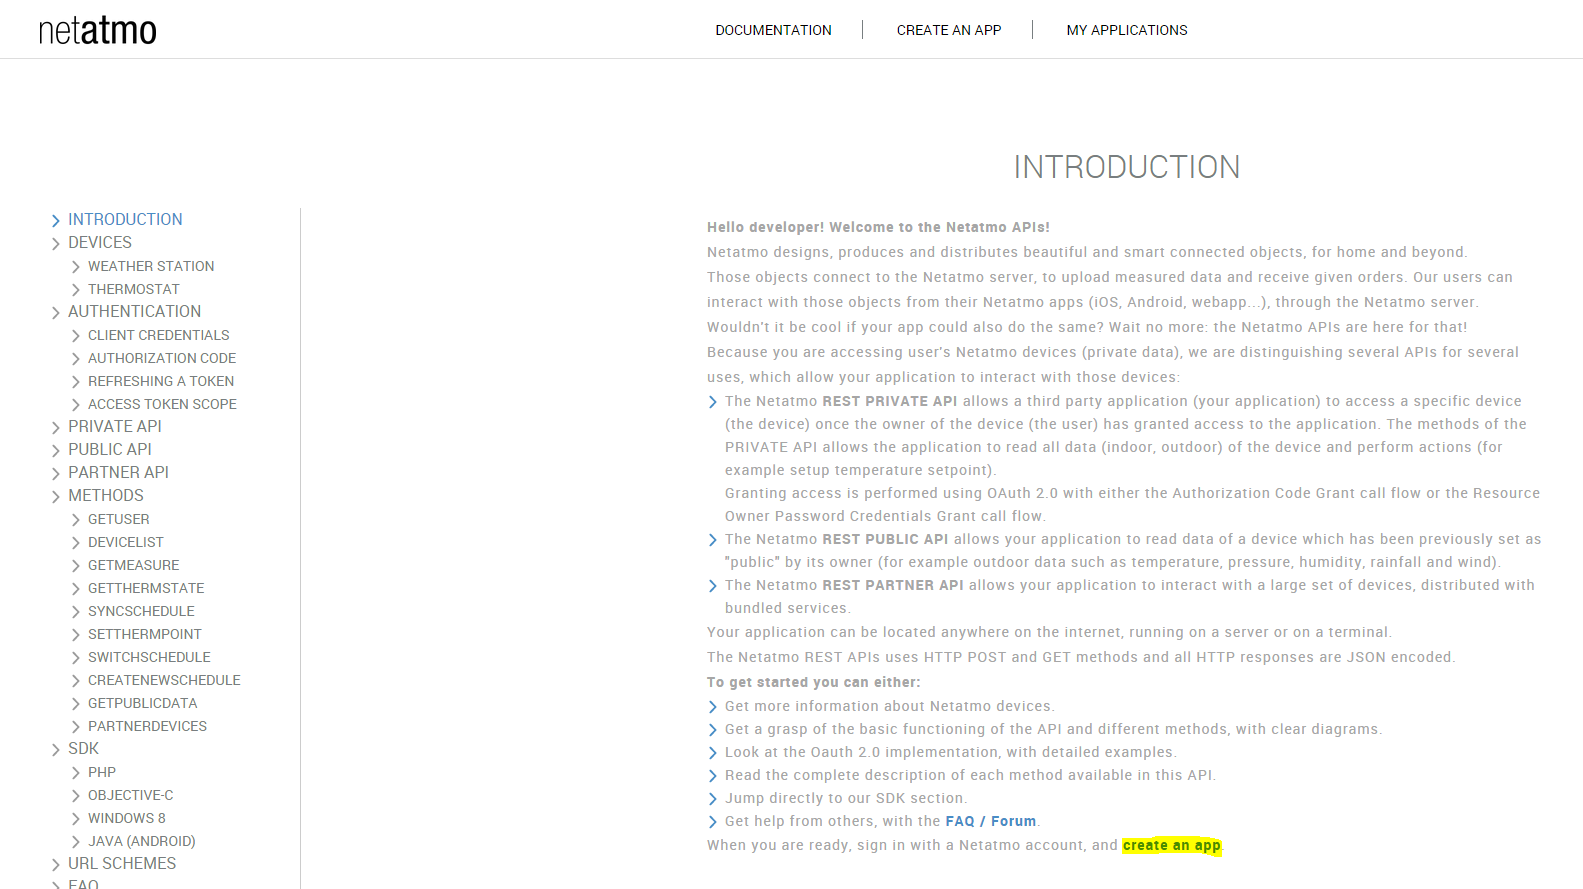 netatmo
DOCUMENTATION
CREATE AN APP
MY APPLICATIONS
INTRODUCTION
INTRODUCTION
DEVICES
WEATHER STATION
THERMOSTAT
AUTHENTICATION
CLIENT CREDENTIALS
AUTHORIZATION CODE
REFRESHING A TOKEN
ACCESS TOKEN SCOPE
PRIVATE API
PUBLIC API
PARTNER API
METHODS
GETUSER
DEVICELIST
GETMEASURE
GETTHERMSTATE
SYNCSCHEDULE
SETTHERMPOINT
SWITCHSCHEDULE
CREATENEWSCHEDULE
GETPUBLICDATA
PARTNERDEVICES
SDK
PHP
OBJECTIVE-C
WINDOWS 8
JAVA (ANDROID)
URL SCHEMES
FAQ
Hello developer! Welcome to the Netatmo APIs!
Netatmo designs, produces and distributes beautiful and smart connected objects, for home and beyond.
Those objects connect to the Netatmo server, to upload measured data and receive given orders. Our users can
interact with those objects from their Netatmo apps (iOS, Android, webapp...), through the Netatmo server.
Wouldn't it be cool if your app could also do the same? Wait no more: the Netatmo APIs are here for that!
Because you are accessing user's Netatmo devices (private data), we are distinguishing several APIs for several
uses, which allow your application to interact with those devices:
The Netatmo REST PRIVATE API allows a third party application (your application) to access a specific device
(the device) once the owner of the device (the user) has granted access to the application. The methods of the
PRIVATE API allows the application to read all data (indoor, outdoor) of the device and perform actions (for
example setup temperature setpoint).
Granting access is performed using OAuth 2.0 with either the Authorization Code Grant call flow or the Resource
Owner Password Credentials Grant call flow.
The Netatmo REST PUBLIC API allows your application to read data of a device which has been previously set as
"public" by its owner (for example outdoor data such as temperature, pressure, humidity, rainfall and wind).
The Netatmo REST PARTNER API allows your application to interact with a large set of devices, distributed with
bundled services.
Your application can be located anywhere on the internet, running on a server or on a terminal.
The Netatmo REST APIs uses HTTP POST and GET methods and all HTTP responses are JSON encoded.
To get started you can either:
Get more information about Netatmo devices.
Get a grasp of the basic functioning of the API and different methods, with clear diagrams.
Look at the Oauth 2.0 implementation, with detailed examples.
Read the complete description of each method available in this API.
Jump directly to our SDK section.
Get help from others, with the FAQ / Forum.
When you are ready, sign in with a Netatmo account, and create an app.